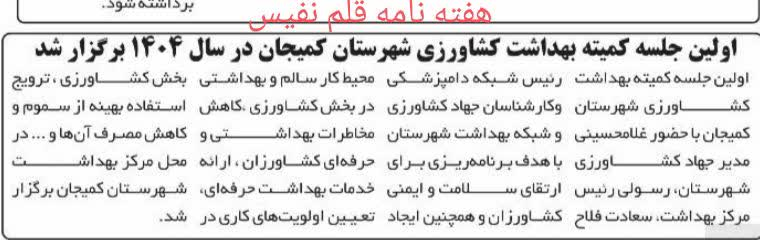 برداشته شود.
هفته نامه قلم نفیس
اولین جلسه کمیته بهداشت کشاورزی شهرستان کمیجان در سال ۱۴۰۴ برگزار شد
اولین جلسه کمیته بهداشت
کشاورزی شهرستان
کمیجان با حضور غلامحسینی
مدیر جهاد کشاورزی
شهرستان، رسولی رئیس
مرکز بهداشت، سعادت فلاح
رئیس شبکه دامپزشکی
وکارشناسان جهاد کشاورزی
و شبکه بهداشت شهرستان
با هدف برنامه‌ریزی برای
ارتقای سلامت و ایمنی
کشاورزان و همچنین ایجاد
محیط کار سالم و بهداشتی
در بخش کشاورزی ،کاهش
مخاطرات بهداشتی و
حرفه‌ای کشاورزان ، ارائه
خدمات بهداشت حرفه‌ای،
تعیین اولویت‌های کاری در
بخش کشاورزی ، ترویج
استفاده بهینه از سموم و
کاهش مصرف آن‌ها و ... در
محل مرکز بهداشت
شهرستان کمیجان برگزار
شد.